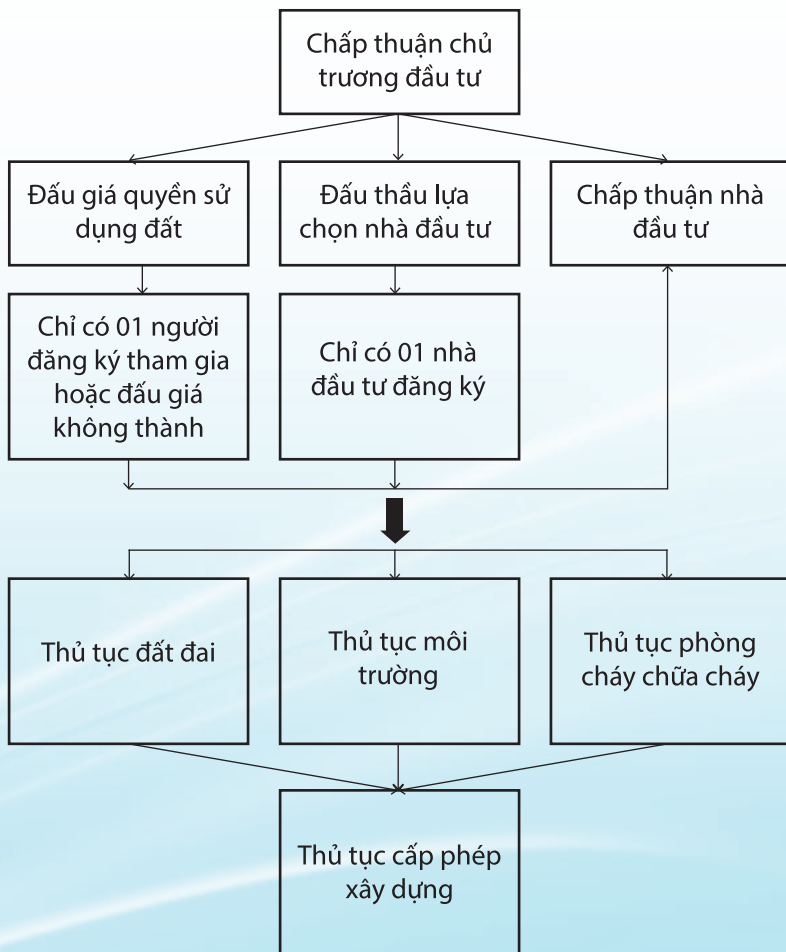 Chấp thuận chủ
trương đầu tư
Đấu giá quyền sử
dụng đất
Đấu thầu lựa
chọn nhà đầu tư
Chấp thuận nhà
đầu tư
Chỉ có 01 người
đăng ký tham gia
hoặc đấu giá
không thành
Chỉ có 01 nhà
đầu tư đăng ký
Thủ tục đất đai
Thủ tục môi
trường
Thủ tục phòng
cháy chữa cháy
Thủ tục cấp phép
xây dựng